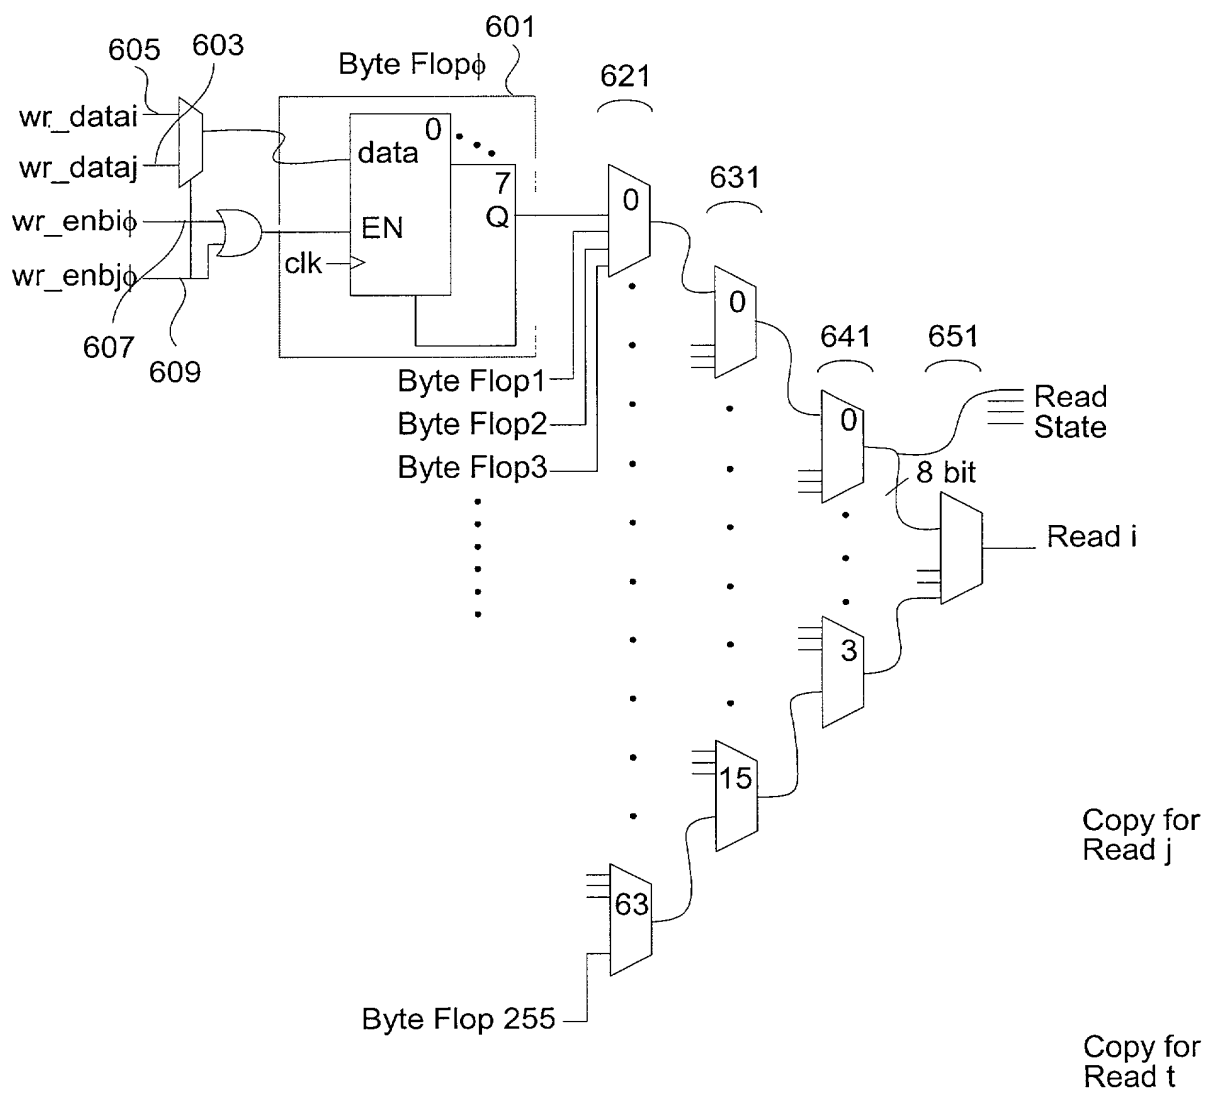 601
605
603
Byte Flopϕ
621
wr_datai
wr_dataj
wr_enbiϕ
wr_enbjϕ
607
609
0
data
7
Q
EN
clk
0
631
0
641
651
Byte Flop1
Byte Flop2
Byte Flop3
0
Read
State
8 bit
Read i
3
15
63
Byte Flop 255
Copy for
Read j
Copy for
Read t